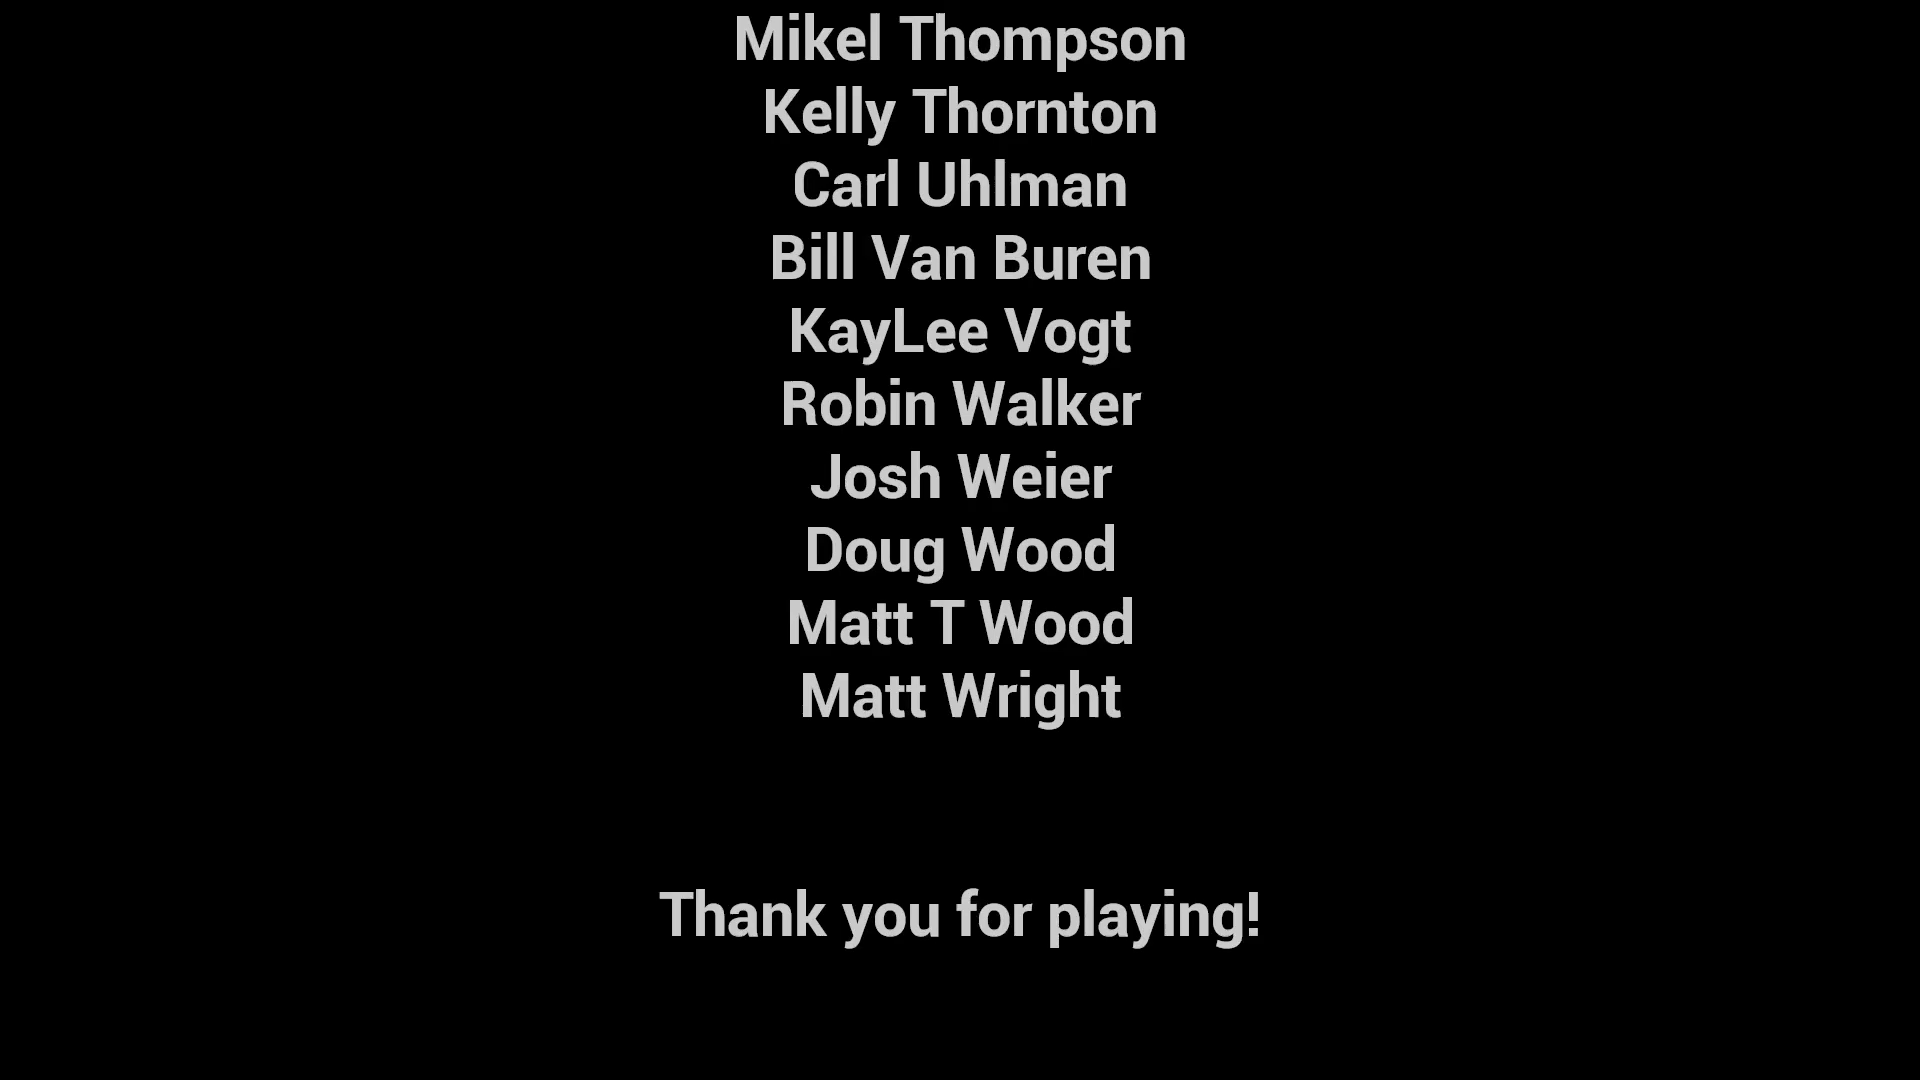 Mikel Thompson
Kelly Thornton
Carl Uhlman
Bill Van Buren
KayLee Vogt
Robin Walker
Josh Weier
Doug Wood
Matt T Wood
Matt Wright
Thank you for playing!